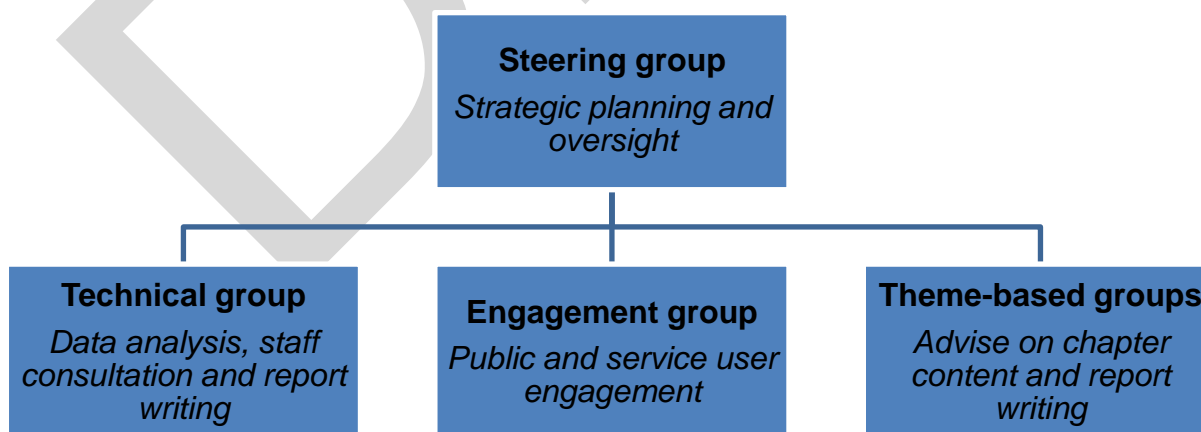 Steering group
Strategic planning and
oversight
Technical group
Data analysis, staff
consultation and report
writing
Engagement group
Public and service user
engagement
Theme-based groups
Advise on chapter
content and report
writing